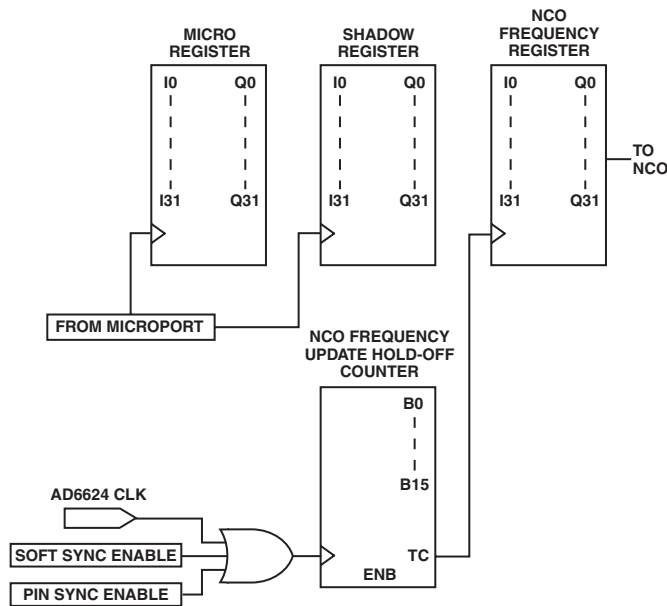 MICRO
REGISTER
SHADOW
REGISTER
NCO
FREQUENCY
REGISTER
I0 Q0
I31 Q31
I0 Q0
I31 Q31
I0 Q0
I31 Q31
TO
NCO
FROM MICROPORT
NCO FREQUENCY
UPDATE HOLD-OFF
COUNTER
B0
B15
AD6624 CLK
SOFT SYNC ENABLE
PIN SYNC ENABLE
TC
ENB